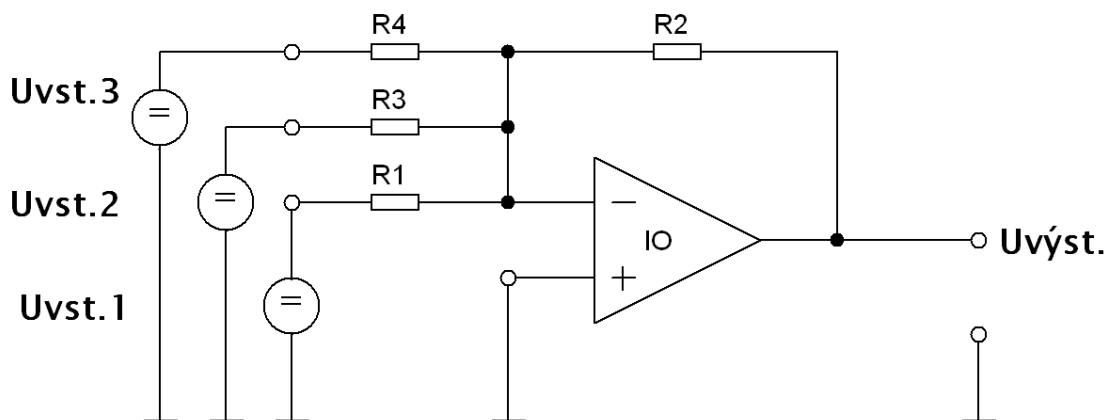 R4
R2
Uvst.3
=
R3
Uvst.2
=
R1
−
IO
Uvýst.
+
Uvst.1
=